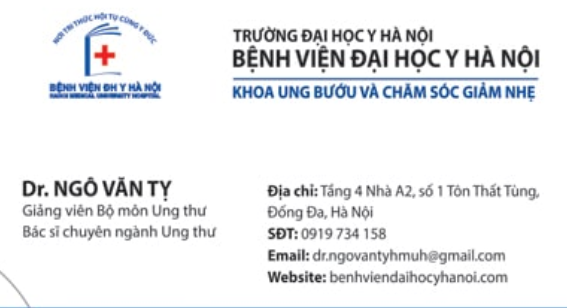 NƠI TRI THỨC HỘI TỤ CÙNG Y ĐỨC
BỆNH VIỆN ĐH Y HÀ NỘI
HANOI MEDICAL UNIVERSITY HOSPITAL
TRƯỜNG ĐẠI HỌC Y HÀ NỘI
BỆNH VIỆN ĐẠI HỌC Y HÀ NỘI
KHOA UNG BƯỚU VÀ CHĂM SÓC GIẢM NHẸ
Dr. NGÔ VĂN TỴ
Giảng viên Bộ môn Ung thư
Bác sĩ chuyên ngành Ung thư
Địa chỉ: Tầng 4 Nhà A2, số 1 Tôn Thất Tùng,
Đống Đa, Hà Nội
SĐT: 0919 734 158
Email: dr.ngovantyhmuh@gmail.com
Website: benhviendaihocyhanoi.com